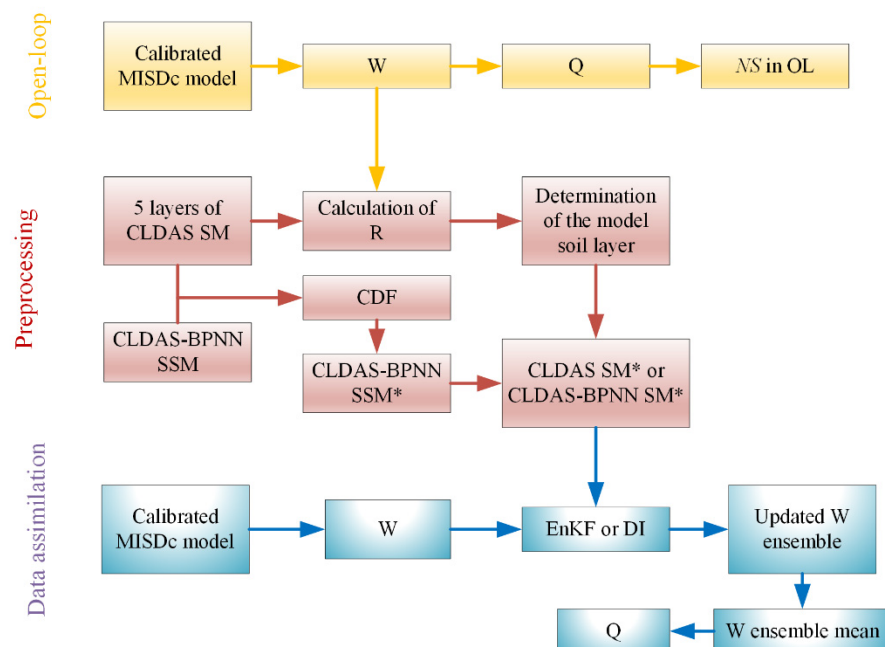 Open-loop
Calibrated
MISDc model
W
Q
NS in OL
Preprocessing
5 layers of
CLDAS SM
Calculation of
R
Determination
of the model
soil layer
CDF
CLDAS-BPNN
SSM
CLDAS-BPNN
SSM*
CLDAS SM* or
CLDAS-BPNN SM*
Data assimilation
Calibrated
MISDc model
W
EnKF or DI
Updated W
ensemble
Q
W ensemble mean